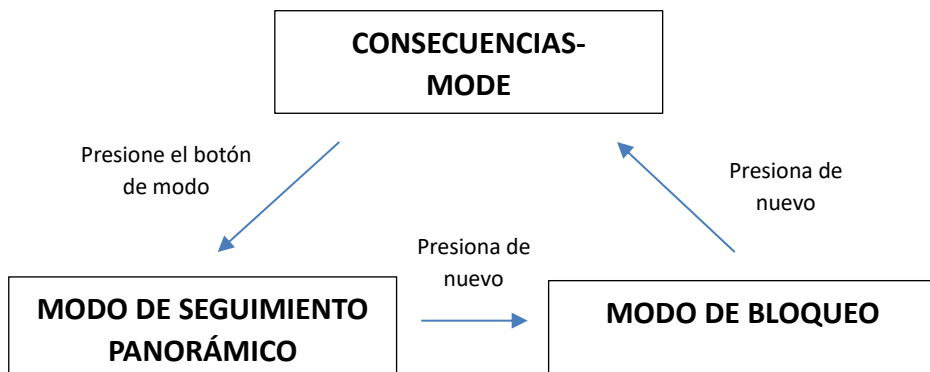 CONSECUENCIAS-
MODE
Presione el botón
de modo
Presiona de
nuevo
Presiona de
nuevo
MODO DE SEGUIMIENTO
PANORÁMICO
MODO DE BLOQUEO